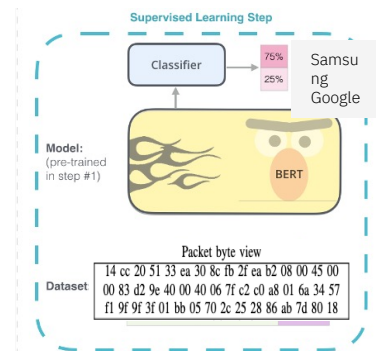 Supervised Learning Step
Classifier
75%
25%
Samsu
ng
Google
Model:
(pre-trained
in step #1)
BERT
Packet byte view
Dataset
14 cc 20 51 33 ea 30 8c fb 2f ea b2 08 00 45 00
00 83 d2 9e 40 00 40 06 7f c2 c0 a8 01 6a 34 57
f1 9f 9f 3f 01 bb 05 70 2c 25 28 86 ab 7d 80 18